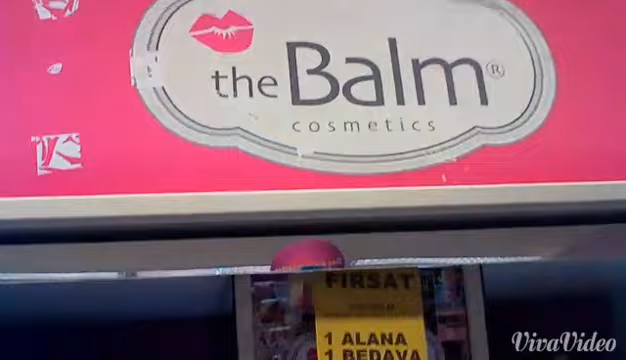 the Balm®
cosmetics
FIRSAT
1 ALANA
1 BEDAVA
VivaVideo